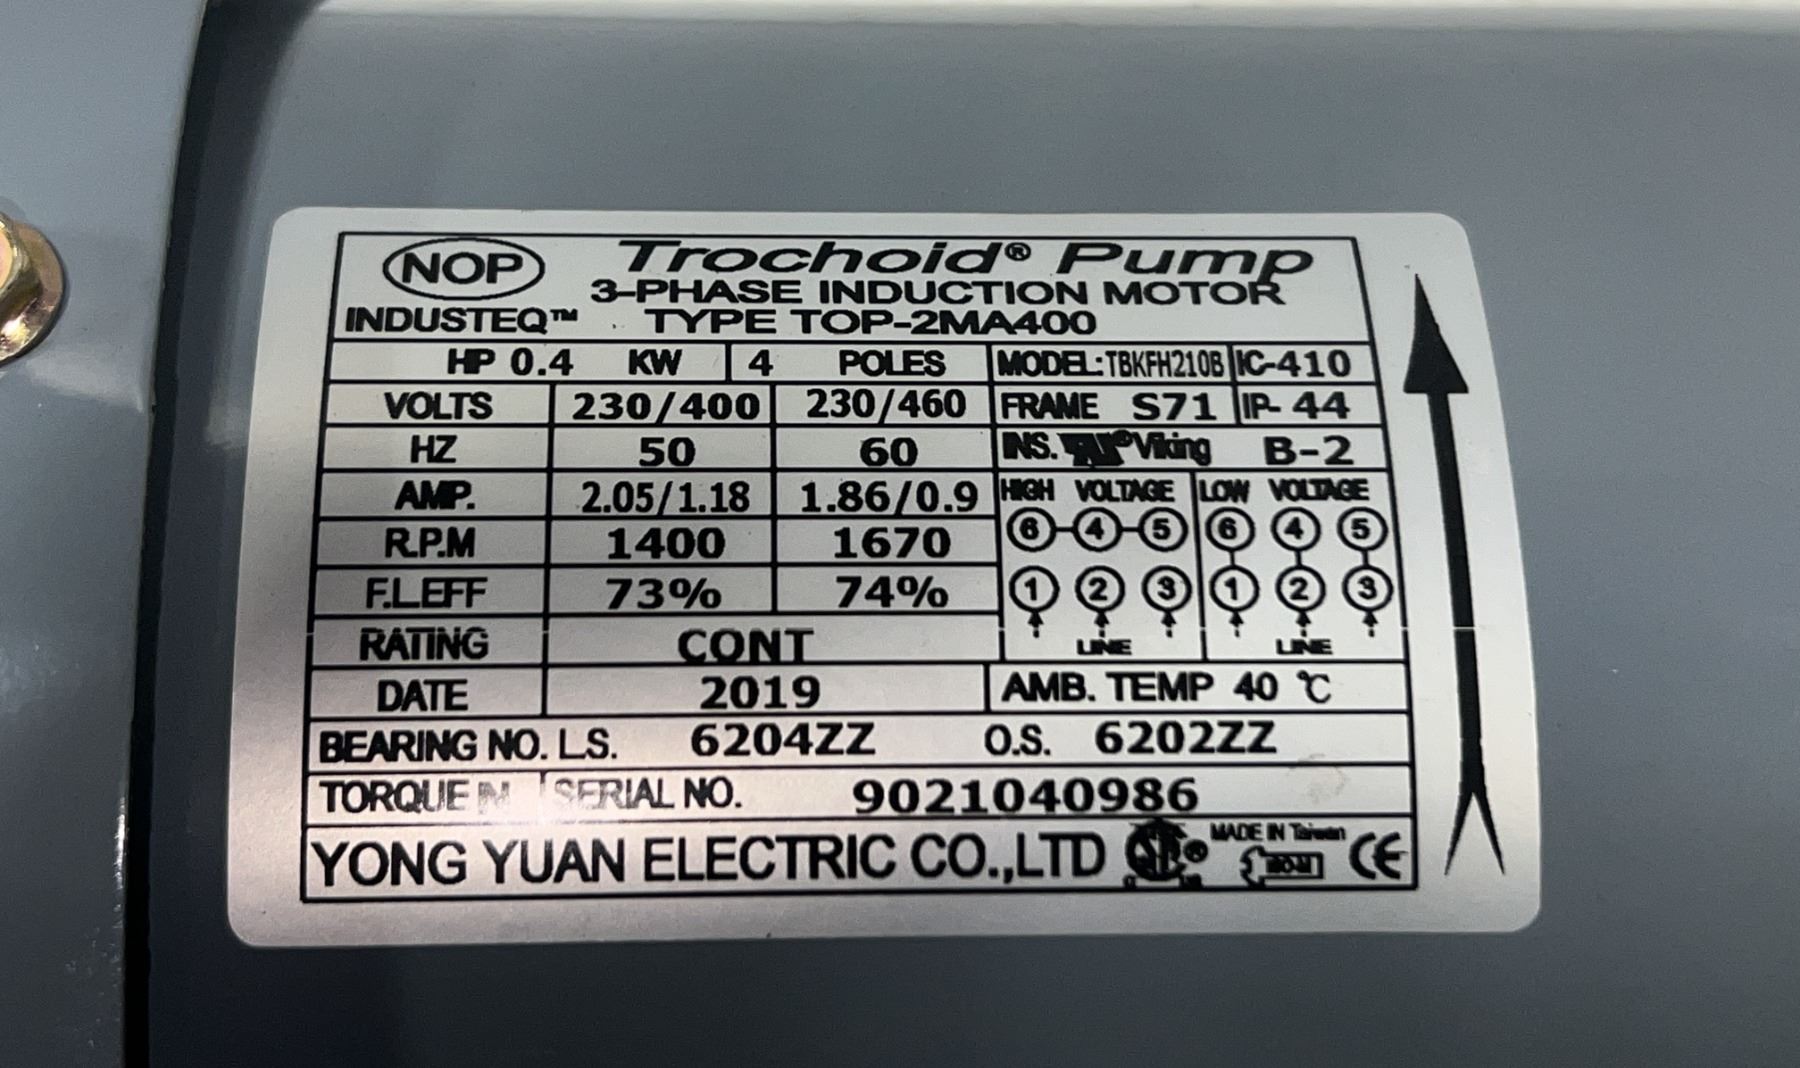 NOP Trochoid® Pump
3-PHASE INDUCTION MOTOR
INDUSTEQ™ TYPE TOP-2MA400
HP 0.4 KW 4 POLES MODEL:TBKFH210B IC-410
VOLTS 230/400 230/460 FRAME S71 IP-44
HZ 50 60 INS. ® Viking B-2
AMP. 2.05/1.18 1.86/0.9 HIGH VOLTAGE LOW VOLTAGE
6 4 5 6 4 5
R.P.M 1400 1670
F.L.EFF 73% 74% 1 2 3 1 2 3
RATING CONT LINE LINE
DATE 2019 AMB. TEMP 40 ℃
BEARING NO. L.S. 6204ZZ O.S. 6202ZZ
TORQUE N SERIAL NO. 9021040986
YONG YUAN ELECTRIC CO.,LTD ® MADE IN Taiwan CE